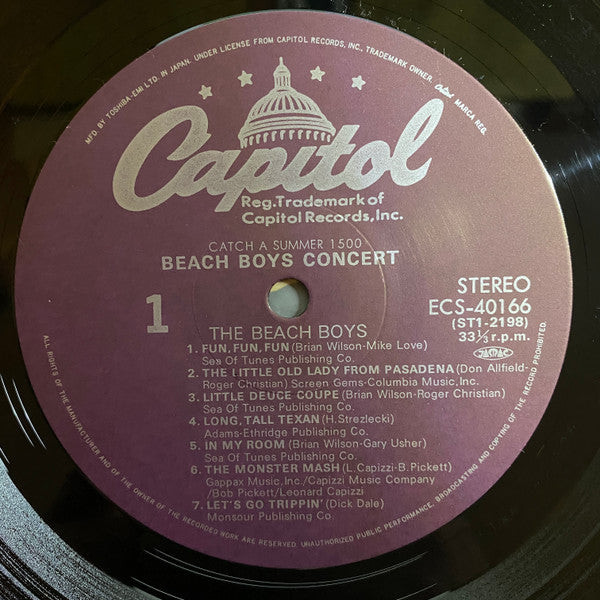 MFD. BY TOSHIBA-EMI LTD. IN JAPAN. UNDER LICENSE FROM CAPITOL RECORDS, INC., TRADEMARK OWNER. Capitol MARCA REG.
Capitol
Reg.Trademark of
Capitol Records,Inc.
CATCH A SUMMER 1500
BEACH BOYS CONCERT
1
STEREO
ECS-40166
(ST1-2198)
33⅓ r.p.m.
JASRAC
THE BEACH BOYS
1. FUN, FUN, FUN (Brian Wilson-Mike Love)
Sea Of Tunes Publishing Co.
2. THE LITTLE OLD LADY FROM PASADENA (Don Allfield-
Roger Christian) Screen Gems-Columbia Music, Inc.
3. LITTLE DEUCE COUPE (Brian Wilson-Roger Christian)
Sea Of Tunes Publishing Co.
4. LONG, TALL TEXAN (H.Strezlecki)
Adams-Ethridge Publishing Co.
5. IN MY ROOM (Brian Wilson-Gary Usher)
Sea Of Tunes Publishing Co.
6. THE MONSTER MASH (L.Capizzi-B.Pickett)
Gappax Music,Inc./Capizzi Music Company
/Bob Pickett/Leonard Capizzi
7. LET'S GO TRIPPIN' (Dick Dale)
Monsour Publishing Co.
ALL RIGHTS OF THE MANUFACTURER AND OF THE OWNER OF THE RECORDED WORK ARE RESERVED. UNAUTHORIZED PUBLIC PERFORMANCE, BROADCASTING AND COPYING OF THE RECORD PROHIBITED.